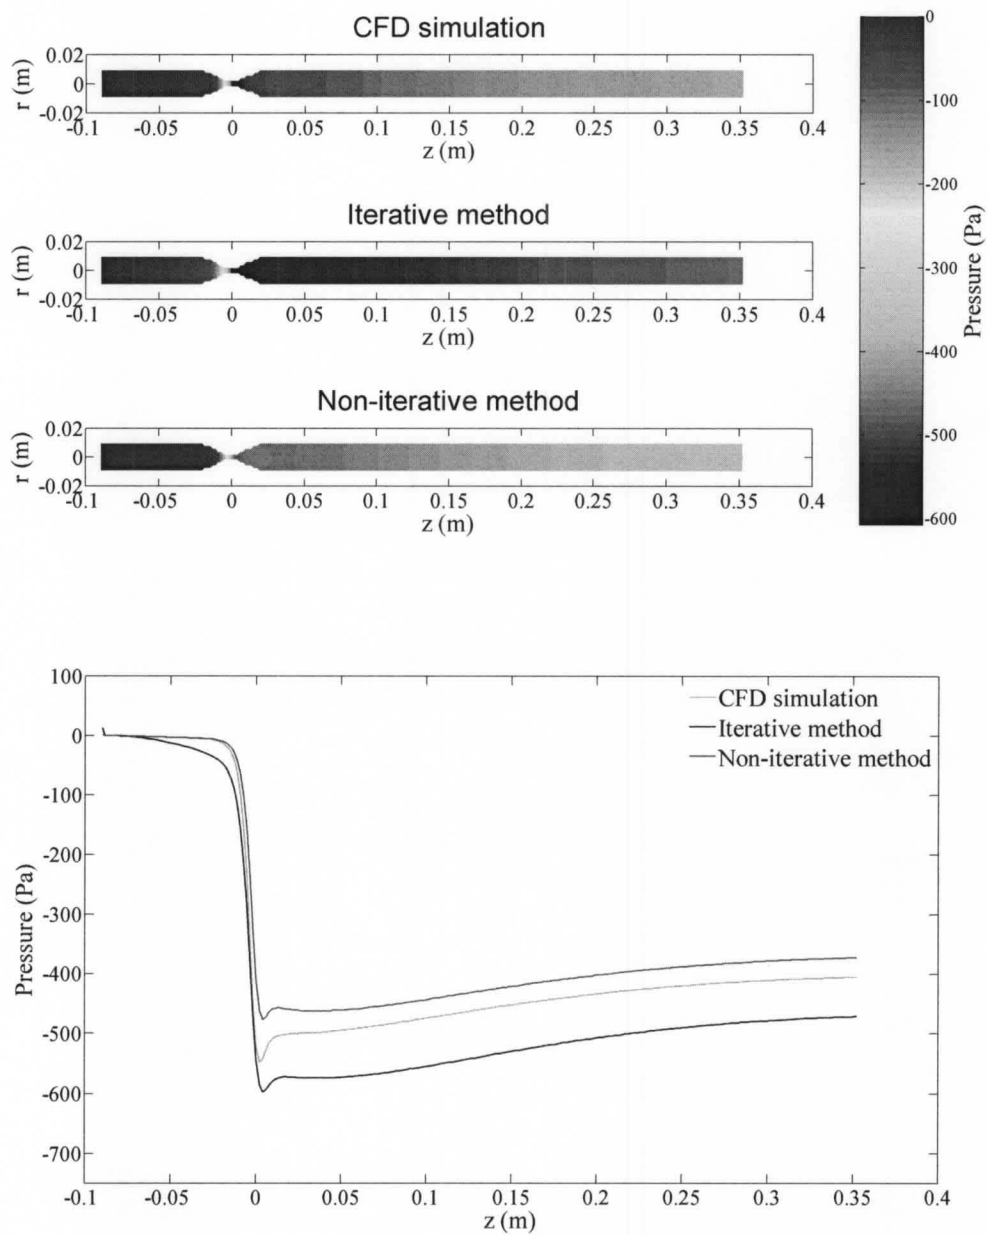 CFD simulation
0.02
0
-0.02
r (m)
-0.1 -0.05 0 0.05 0.1 0.15 0.2 0.25 0.3 0.35 0.4
z (m)
Iterative method
0.02
0
-0.02
r (m)
-0.1 -0.05 0 0.05 0.1 0.15 0.2 0.25 0.3 0.35 0.4
z (m)
Non-iterative method
0.02
0
-0.02
r (m)
-0.1 -0.05 0 0.05 0.1 0.15 0.2 0.25 0.3 0.35 0.4
z (m)
0
-100
-200
-300
-400
-500
-600
Pressure (Pa)
100
0
-100
-200
-300
-400
-500
-600
-700
Pressure (Pa)
CFD simulation
Iterative method
Non-iterative method
-0.1 -0.05 0 0.05 0.1 0.15 0.2 0.25 0.3 0.35 0.4
z (m)